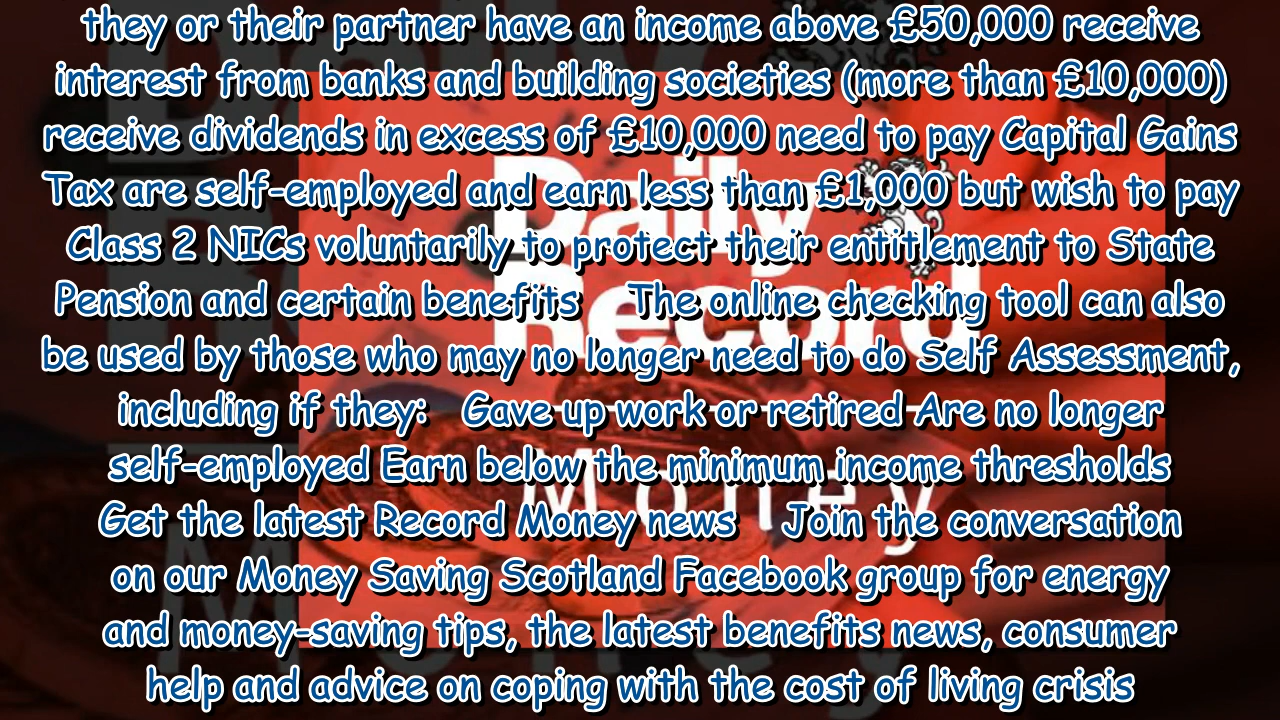 they or their partner have an income above £50,000 receive
interest from banks and building societies (more than £10,000)
receive dividends in excess of £10,000 need to pay Capital Gains
Tax are self-employed and earn less than £1,000 but wish to pay
Class 2 NICs voluntarily to protect their entitlement to State
Pension and certain benefits The online checking tool can also
be used by those who may no longer need to do Self Assessment,
including if they: Gave up work or retired Are no longer
self-employed Earn below the minimum income thresholds
Get the latest Record Money news Join the conversation
on our Money Saving Scotland Facebook group for energy
and money-saving tips, the latest benefits news, consumer
help and advice on coping with the cost of living crisis
Daily
Record
Money